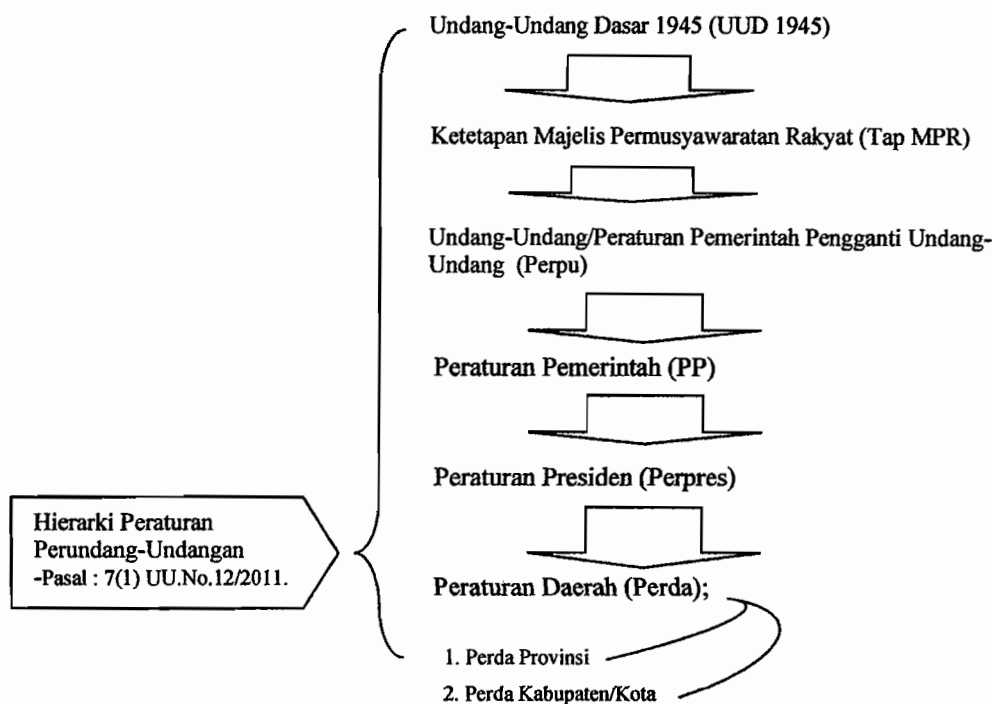 Undang-Undang Dasar 1945 (UUD 1945)
Ketetapan Majelis Permusyawaratan Rakyat (Tap MPR)
Undang-Undang/Peraturan Pemerintah Pengganti Undang-
Undang (Perpu)
Peraturan Pemerintah (PP)
Peraturan Presiden (Perpres)
Hierarki Peraturan
Perundang-Undangan
-Pasal : 7(1) UU.No.12/2011.
Peraturan Daerah (Perda);
1. Perda Provinsi
2. Perda Kabupaten/Kota